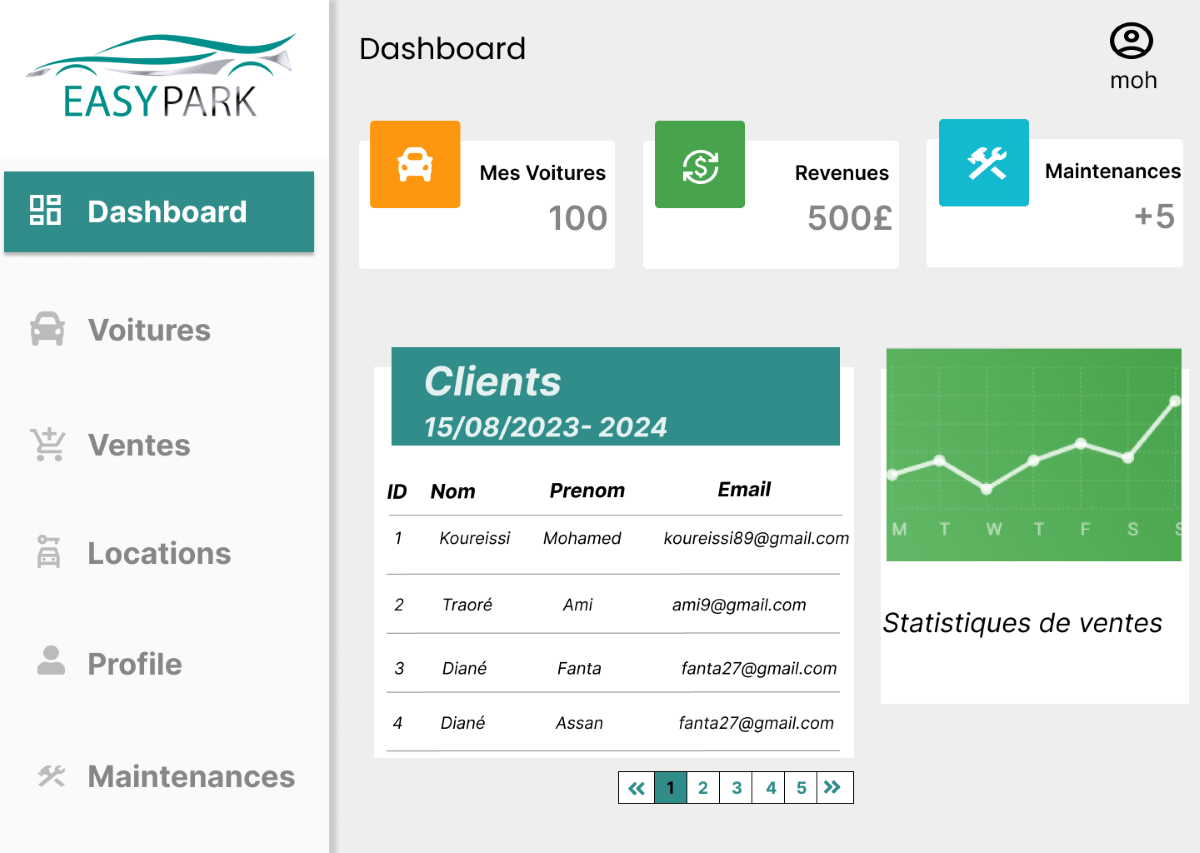 EASYPARK
Dashboard
moh
Dashboard
Voitures
Ventes
Locations
Profile
Maintenances
Mes Voitures
100
Revenues
500£
Maintenances
+5
Clients
15/08/2023- 2024
ID Nom Prenom Email
1 Koureissi Mohamed koureissi89@gmail.com
2 Traoré Ami ami9@gmail.com
3 Diané Fanta fanta27@gmail.com
4 Diané Assan fanta27@gmail.com
« 1 2 3 4 5 »
M T W T F S S
Statistiques de ventes